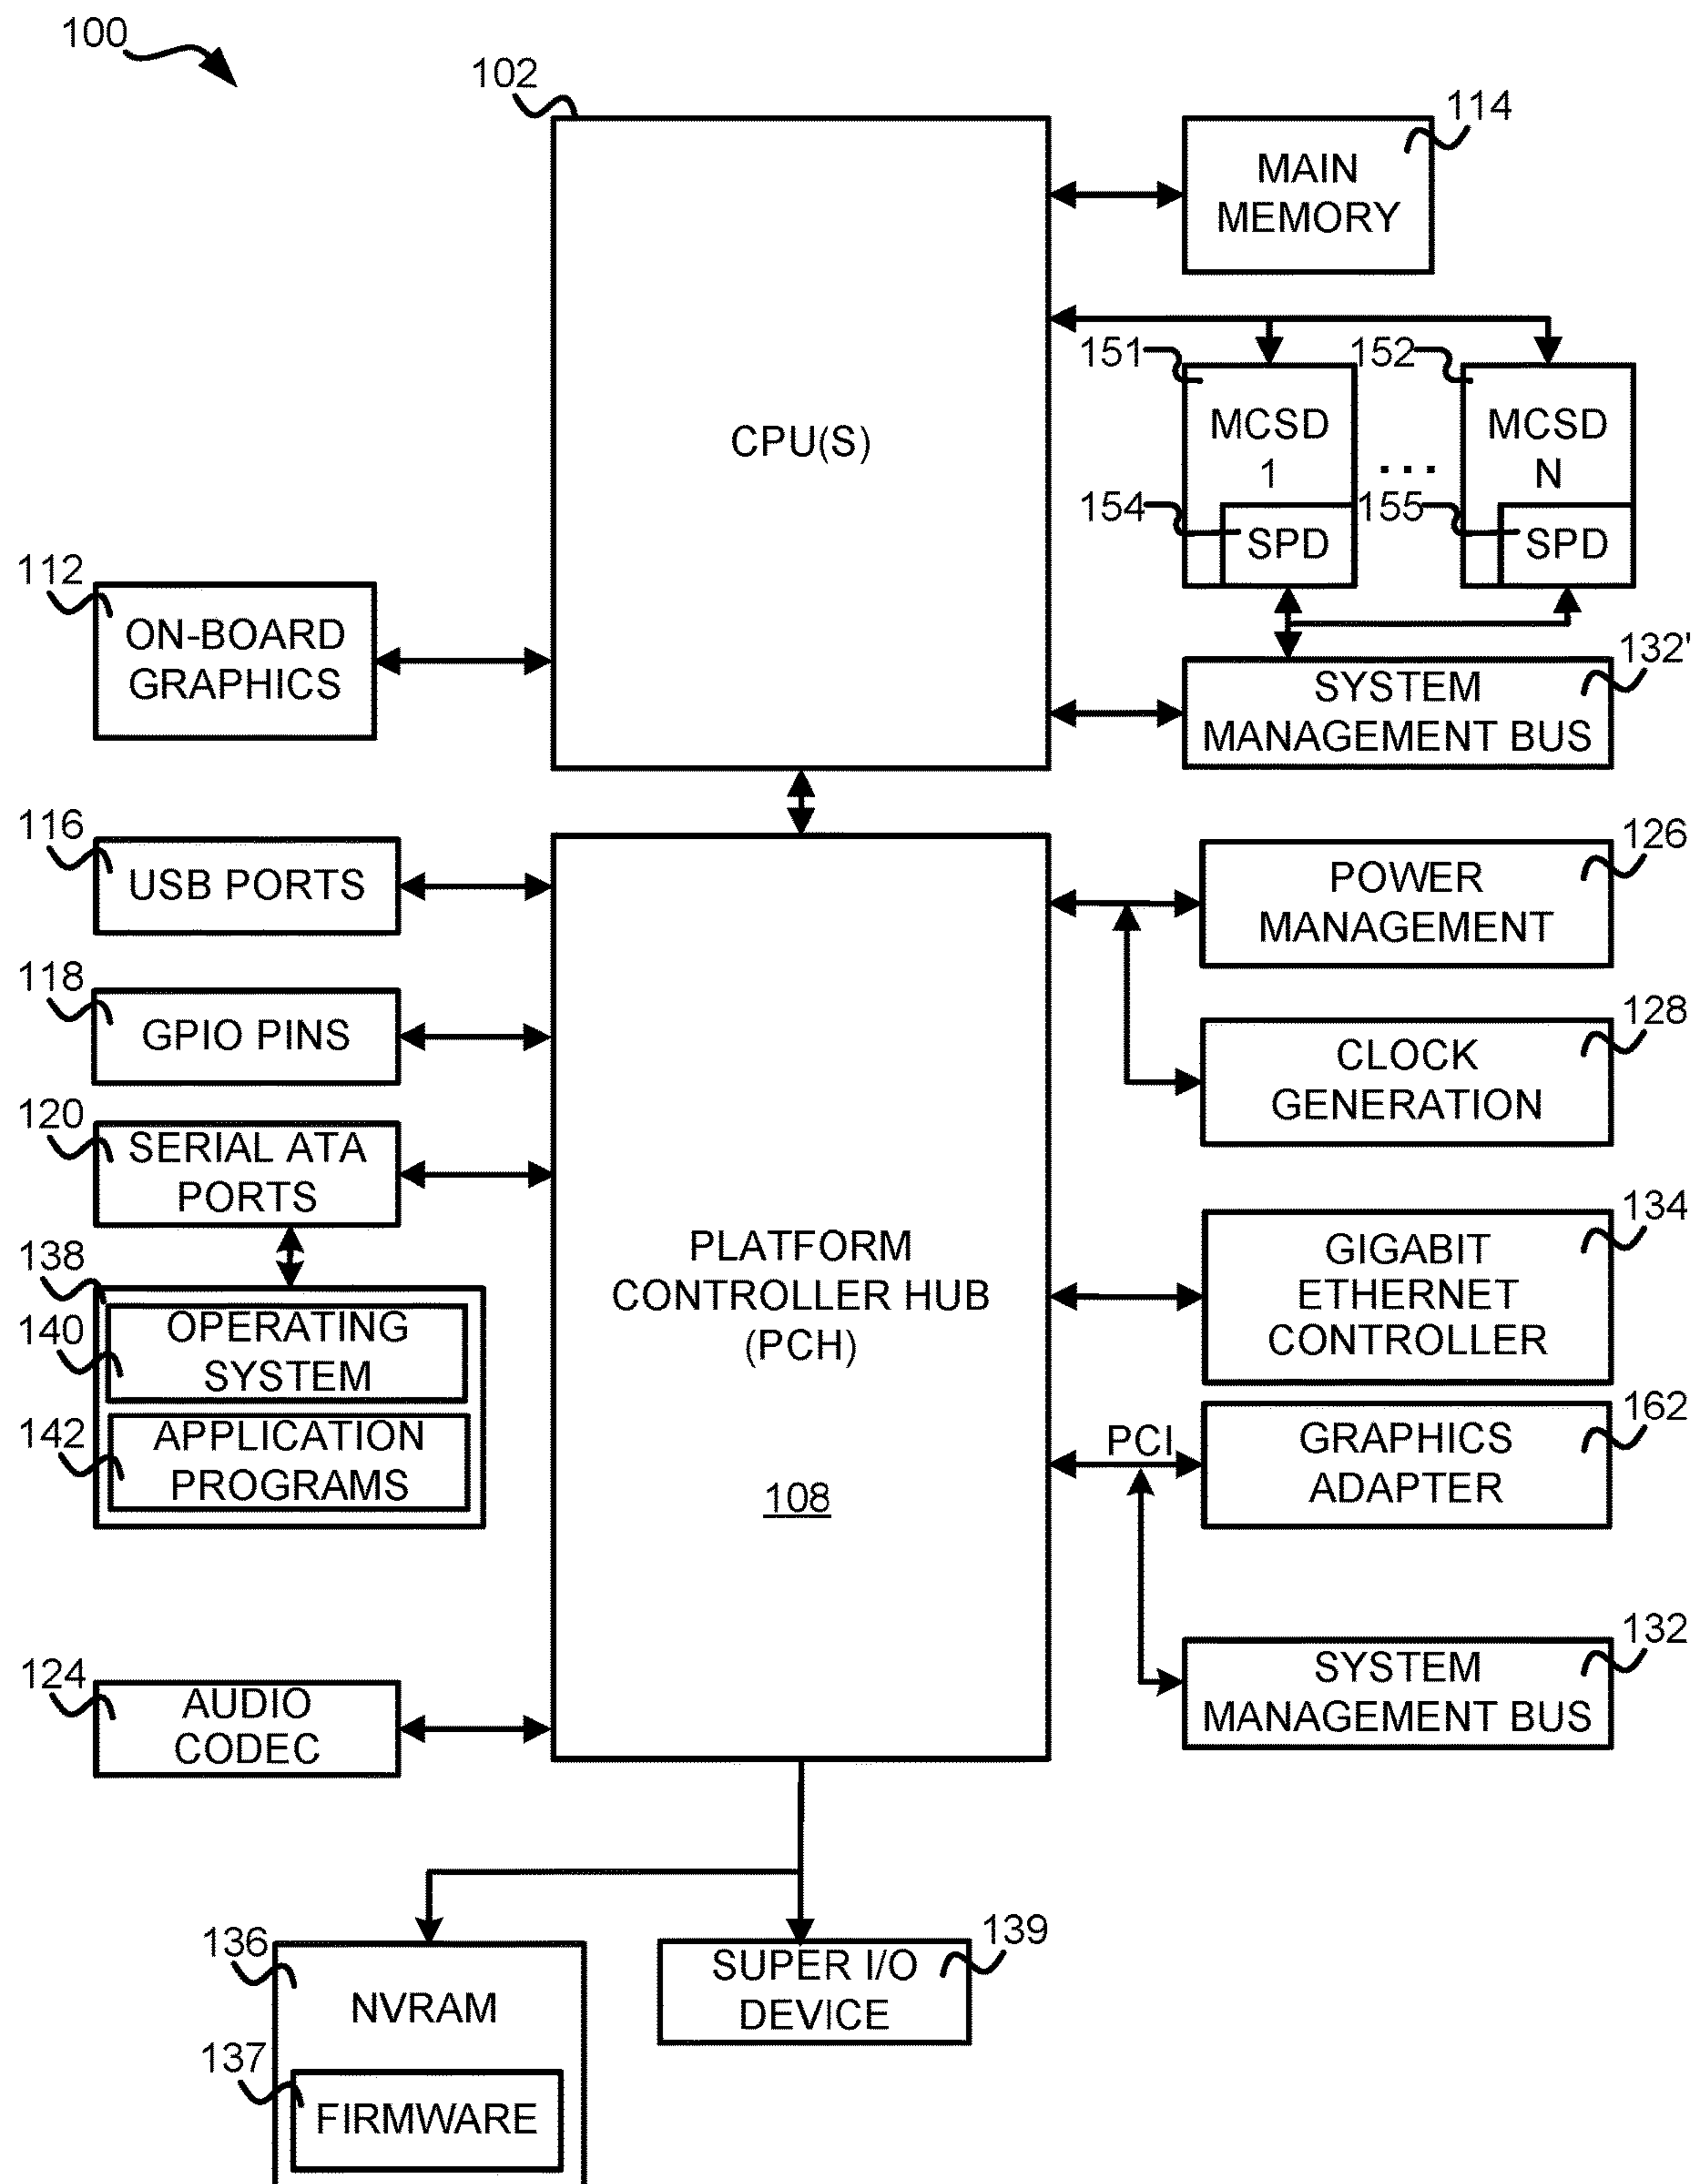 100
102
114
MAIN
MEMORY
151
152
MCSD
1
...
MCSD
N
154
SPD
155
SPD
CPU(S)
112
ON-BOARD
GRAPHICS
132'
SYSTEM
MANAGEMENT BUS
116
USB PORTS
126
POWER
MANAGEMENT
118
GPIO PINS
128
CLOCK
GENERATION
120
SERIAL ATA
PORTS
134
GIGABIT
ETHERNET
CONTROLLER
PLATFORM
CONTROLLER HUB
(PCH)
108
138
140
OPERATING
SYSTEM
142
APPLICATION
PROGRAMS
PCI
162
GRAPHICS
ADAPTER
132
SYSTEM
MANAGEMENT BUS
124
AUDIO
CODEC
136
NVRAM
137
FIRMWARE
139
SUPER I/O
DEVICE